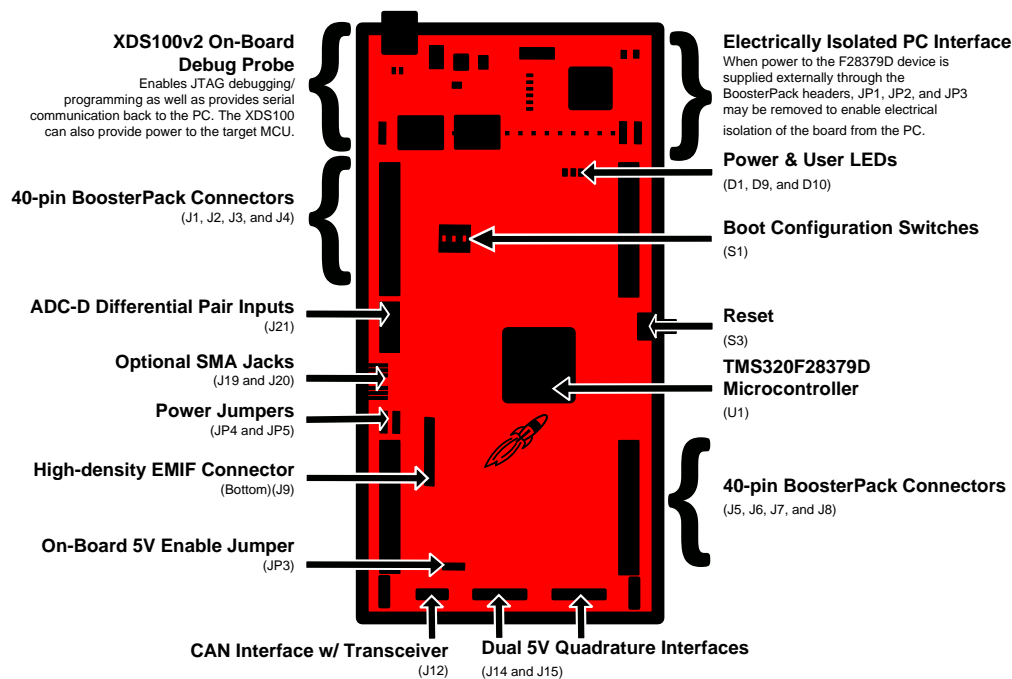 XDS100v2 On-Board
Debug Probe
Enables JTAG debugging/
programming as well as provides serial
communication back to the PC. The XDS100
can also provide power to the target MCU.
40-pin BoosterPack Connectors
(J1, J2, J3, and J4)
ADC-D Differential Pair Inputs
(J21)
Optional SMA Jacks
(J19 and J20)
Power Jumpers
(JP4 and JP5)
High-density EMIF Connector
(Bottom)(J9)
On-Board 5V Enable Jumper
(JP3)
CAN Interface w/ Transceiver
(J12)
Dual 5V Quadrature Interfaces
(J14 and J15)
Electrically Isolated PC Interface
When power to the F28379D device is
supplied externally through the
BoosterPack headers, JP1, JP2, and JP3
may be removed to enable electrical
isolation of the board from the PC.
Power & User LEDs
(D1, D9, and D10)
Boot Configuration Switches
(S1)
Reset
(S3)
TMS320F28379D
Microcontroller
(U1)
40-pin BoosterPack Connectors
(J5, J6, J7, and J8)